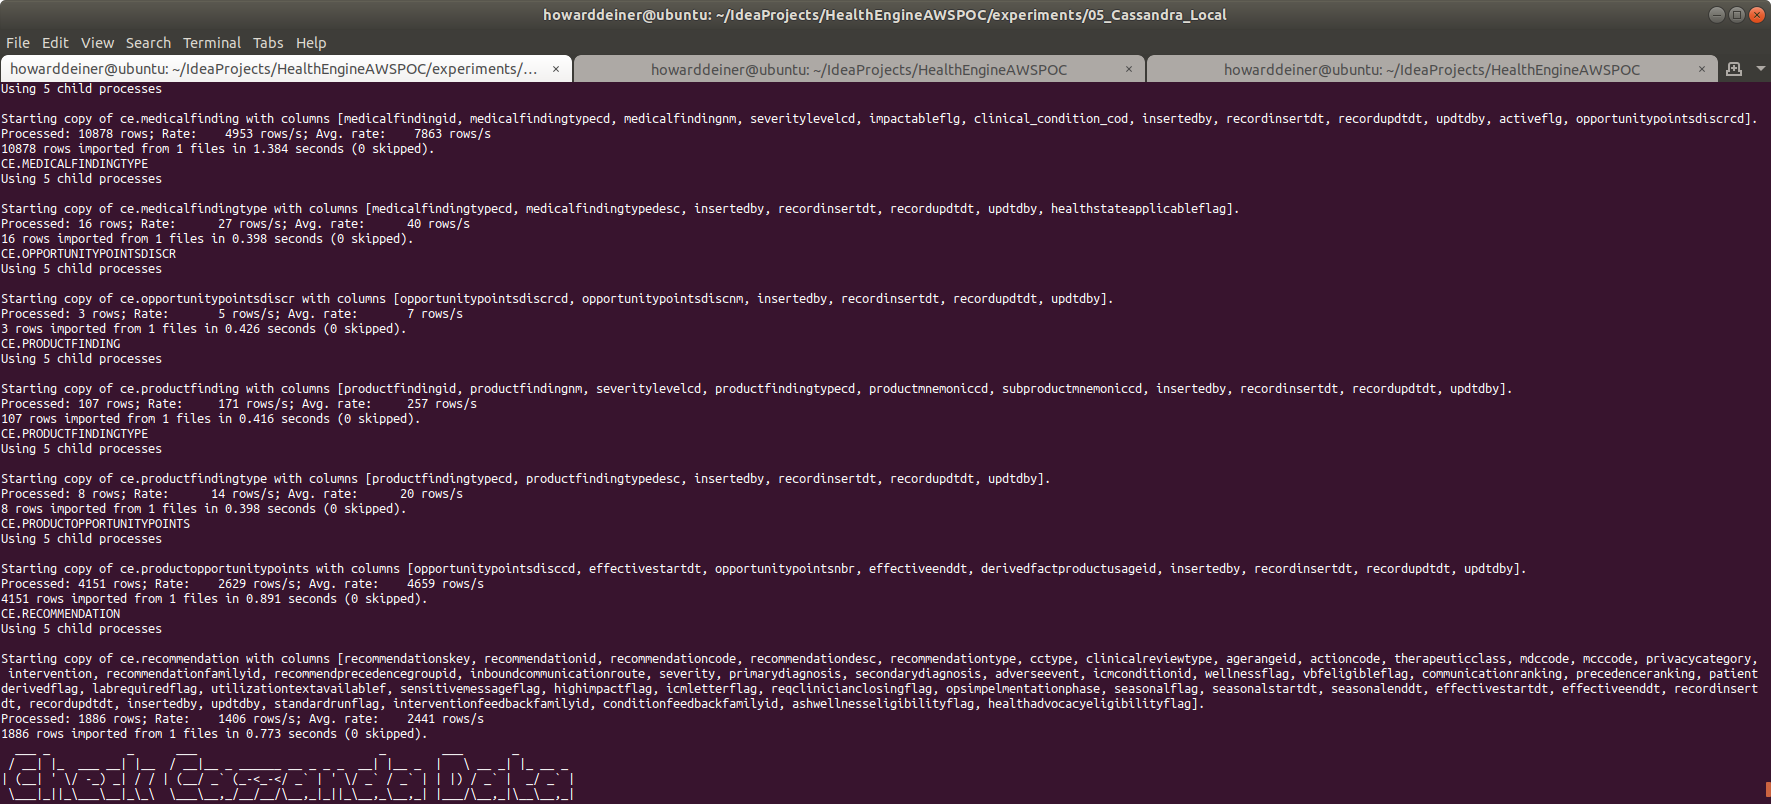 howarddeiner@ubuntu: ~/IdeaProjects/HealthEngineAWSPOC/experiments/05_Cassandra_Local
File Edit View Search Terminal Tabs Help
howarddeiner@ubuntu: ~/IdeaProjects/HealthEngineAWSPOC/experiments/... × howarddeiner@ubuntu: ~/IdeaProjects/HealthEngineAWSPOC × howarddeiner@ubuntu: ~/IdeaProjects/HealthEngineAWSPOC ×
Using 5 child processes
Starting copy of ce.medicalfinding with columns [medicalfindingid, medicalfindingtypecd, medicalfindingnm, severitylevelcd, impactableflg, clinical_condition_cod, insertedby, recordinsertdt, recordupdtdt, updtdby, activeflg, opportunitypointsdiscrcd].
Processed: 10878 rows; Rate:    4953 rows/s; Avg. rate:    7863 rows/s
10878 rows imported from 1 files in 1.384 seconds (0 skipped).
CE.MEDICALFINDINGTYPE
Using 5 child processes
Starting copy of ce.medicalfindingtype with columns [medicalfindingtypecd, medicalfindingtypedesc, insertedby, recordinsertdt, recordupdtdt, updtdby, healthstateapplicableflag].
Processed: 16 rows; Rate:      27 rows/s; Avg. rate:      40 rows/s
16 rows imported from 1 files in 0.398 seconds (0 skipped).
CE.OPPORTUNITYPOINTSDISCR
Using 5 child processes
Starting copy of ce.opportunitypointsdiscr with columns [opportunitypointsdiscrcd, opportunitypointsdiscnm, insertedby, recordinsertdt, recordupdtdt, updtdby].
Processed: 3 rows; Rate:       5 rows/s; Avg. rate:       7 rows/s
3 rows imported from 1 files in 0.426 seconds (0 skipped).
CE.PRODUCTFINDING
Using 5 child processes
Starting copy of ce.productfinding with columns [productfindingid, productfindingnm, severitylevelcd, productfindingtypecd, productmnemoniccd, subproductmnemoniccd, insertedby, recordinsertdt, recordupdtdt, updtdby].
Processed: 107 rows; Rate:     171 rows/s; Avg. rate:     257 rows/s
107 rows imported from 1 files in 0.416 seconds (0 skipped).
CE.PRODUCTFINDINGTYPE
Using 5 child processes
Starting copy of ce.productfindingtype with columns [productfindingtypecd, productfindingtypedesc, insertedby, recordinsertdt, recordupdtdt, updtdby].
Processed: 8 rows; Rate:      14 rows/s; Avg. rate:      20 rows/s
8 rows imported from 1 files in 0.398 seconds (0 skipped).
CE.PRODUCTOPPORTUNITYPOINTS
Using 5 child processes
Starting copy of ce.productopportunitypoints with columns [opportunitypointsdisccd, effectivestartdt, opportunitypointsnbr, effectiveenddt, derivedfactproductusageid, insertedby, recordinsertdt, recordupdtdt, updtdby].
Processed: 4151 rows; Rate:    2629 rows/s; Avg. rate:    4659 rows/s
4151 rows imported from 1 files in 0.891 seconds (0 skipped).
CE.RECOMMENDATION
Using 5 child processes
Starting copy of ce.recommendation with columns [recommendationskey, recommendationid, recommendationcode, recommendationdesc, recommendationtype, cctype, clinicalreviewtype, agerangeid, actioncode, therapeuticclass, mdccode, mcccode, privacycategory,
intervention, recommendationfamilyid, recommendprecedencegroupid, inboundcommunicationroute, severity, primarydiagnosis, secondarydiagnosis, adverseevent, icmconditionid, wellnessflag, vbfeligibleflag, communicationranking, precedenceranking, patient
derivedflag, labrequiredflag, utilizationtextavailablef, sensitivemessageflag, highimpactflag, icmletterflag, reqclinicianclosingflag, opsimpelmentationphase, seasonalflag, seasonalstartdt, seasonalenddt, effectivestartdt, effectiveenddt, recordinsert
dt, recordupdtdt, insertedby, updtdby, standardrunflag, interventionfeedbackfamilyid, conditionfeedbackfamilyid, ashwellnesseligibilityflag, healthadvocacyeligibilityflag].
Processed: 1886 rows; Rate:    1406 rows/s; Avg. rate:    2441 rows/s
1886 rows imported from 1 files in 0.773 seconds (0 skipped).
Check Cassandra Data